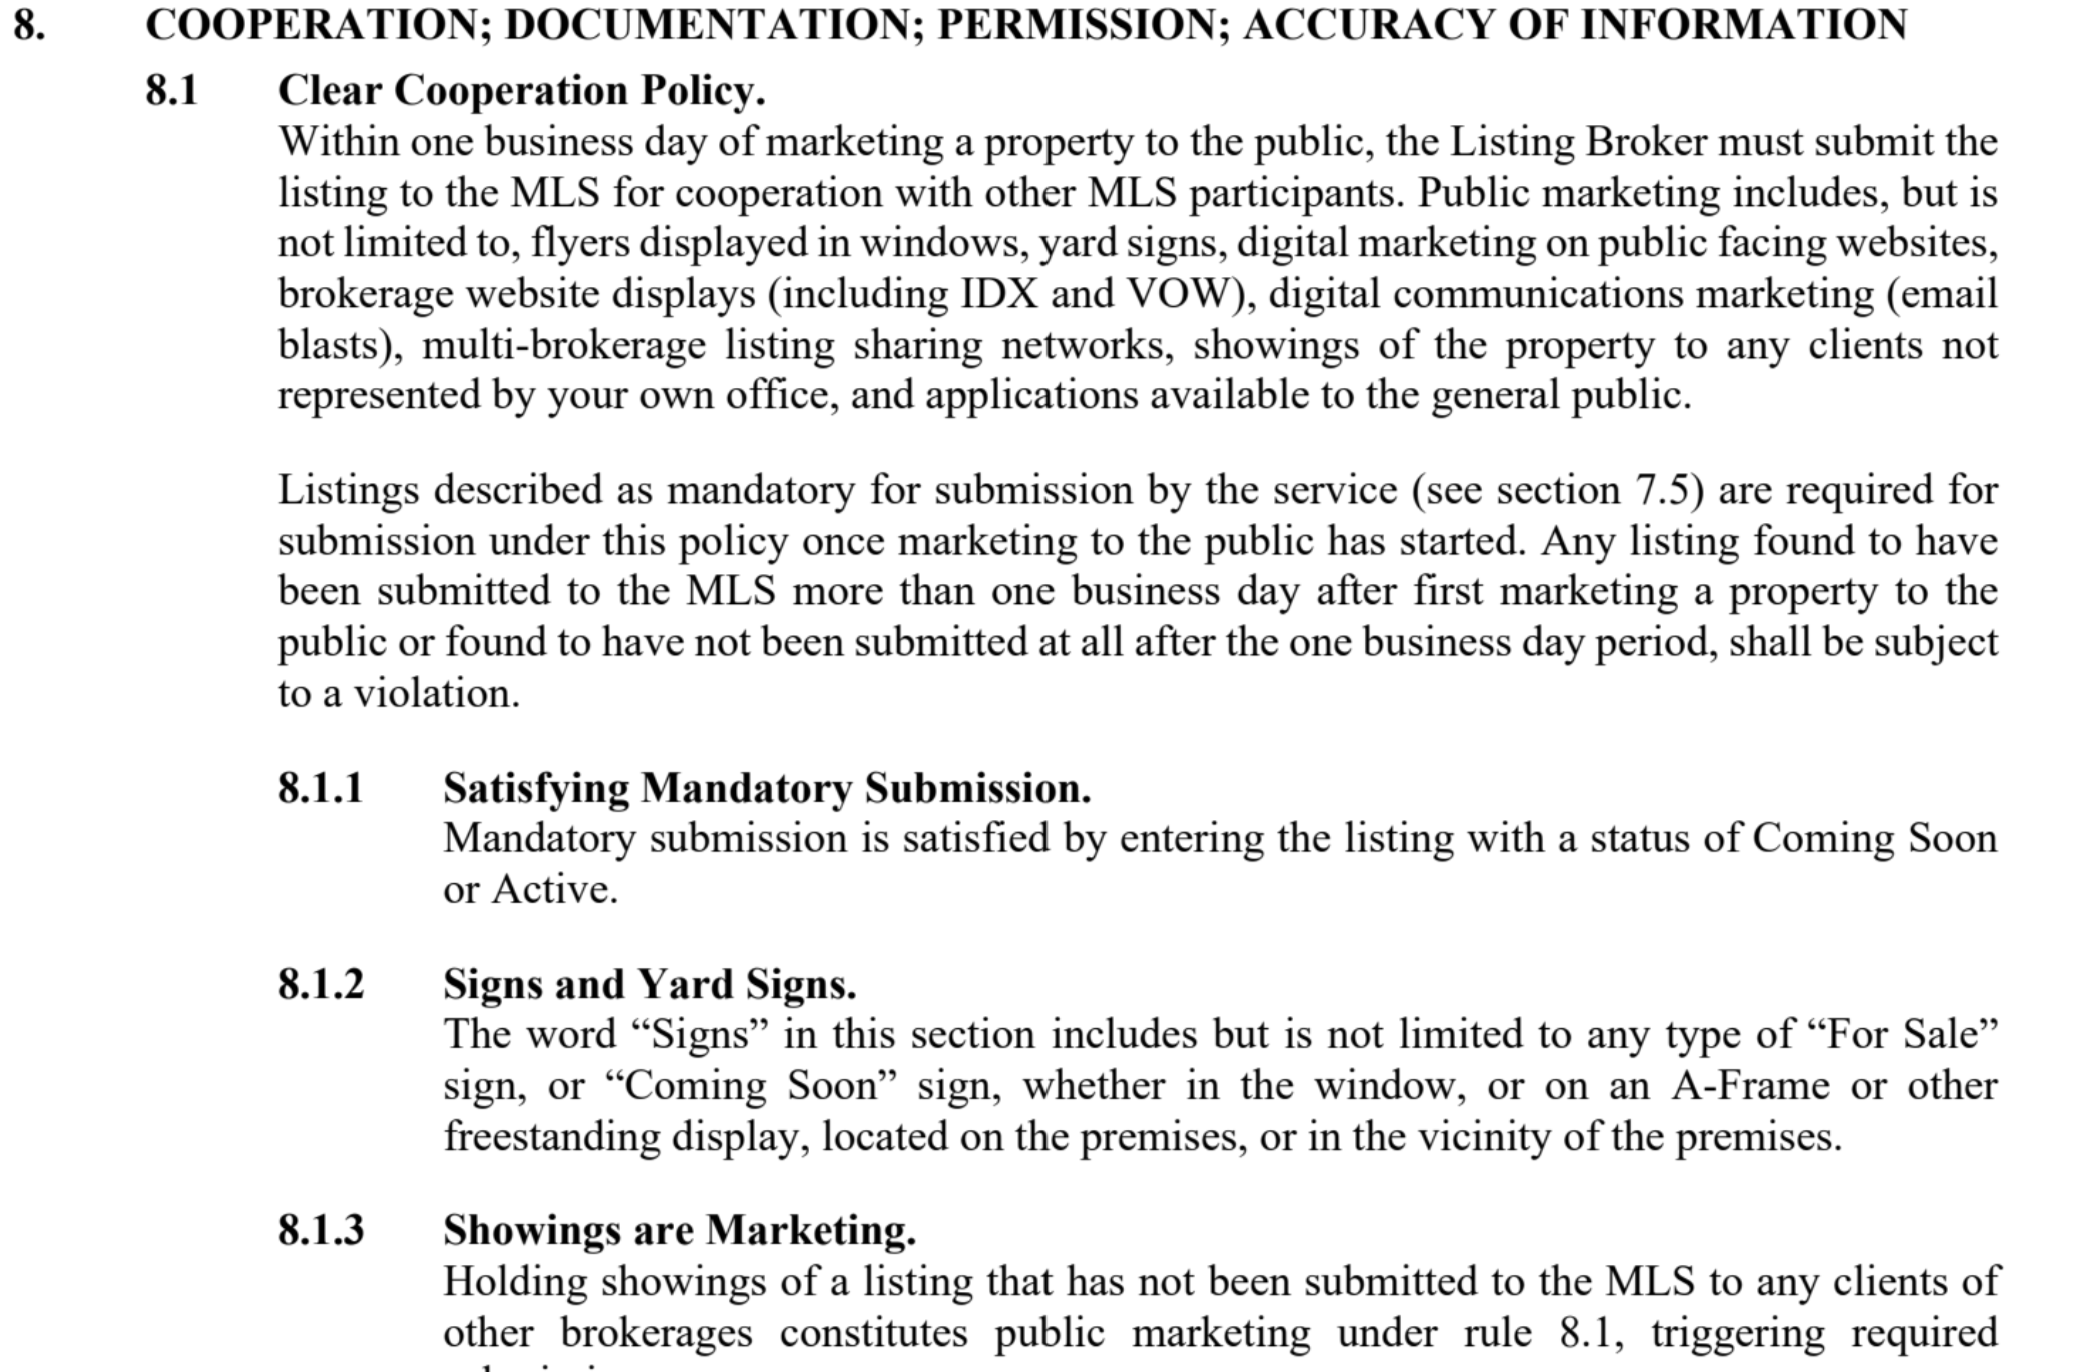 8. COOPERATION; DOCUMENTATION; PERMISSION; ACCURACY OF INFORMATION
8.1 Clear Cooperation Policy.
Within one business day of marketing a property to the public, the Listing Broker must submit the
listing to the MLS for cooperation with other MLS participants. Public marketing includes, but is
not limited to, flyers displayed in windows, yard signs, digital marketing on public facing websites,
brokerage website displays (including IDX and VOW), digital communications marketing (email
blasts), multi-brokerage listing sharing networks, showings of the property to any clients not
represented by your own office, and applications available to the general public.
Listings described as mandatory for submission by the service (see section 7.5) are required for
submission under this policy once marketing to the public has started. Any listing found to have
been submitted to the MLS more than one business day after first marketing a property to the
public or found to have not been submitted at all after the one business day period, shall be subject
to a violation.
8.1.1 Satisfying Mandatory Submission.
Mandatory submission is satisfied by entering the listing with a status of Coming Soon
or Active.
8.1.2 Signs and Yard Signs.
The word “Signs” in this section includes but is not limited to any type of “For Sale”
sign, or “Coming Soon” sign, whether in the window, or on an A-Frame or other
freestanding display, located on the premises, or in the vicinity of the premises.
8.1.3 Showings are Marketing.
Holding showings of a listing that has not been submitted to the MLS to any clients of
other brokerages constitutes public marketing under rule 8.1, triggering required